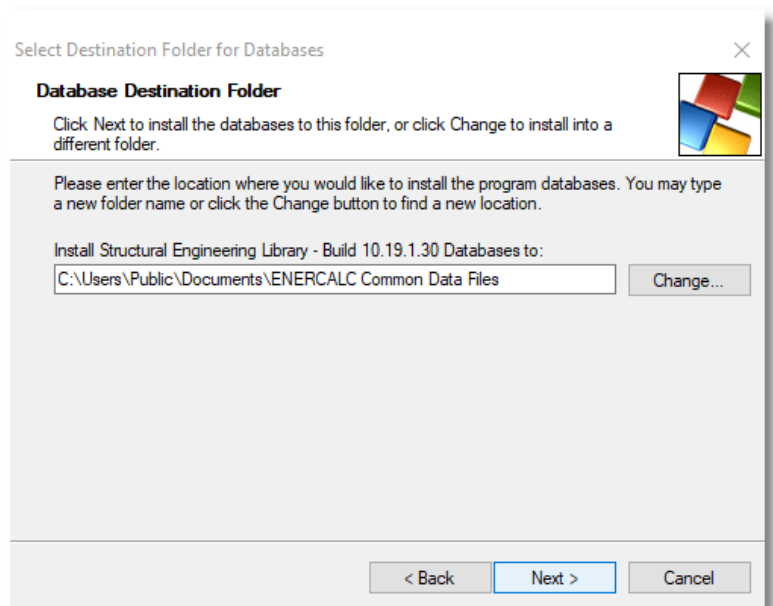 Select Destination Folder for Databases
Database Destination Folder
Click Next to install the databases to this folder, or click Change to install into a
different folder.
Please enter the location where you would like to install the program databases. You may type
a new folder name or click the Change button to find a new location.
Install Structural Engineering Library - Build 10.19.1.30 Databases to:
C:\Users\Public\Documents\ENERCALC Common Data Files
Change...
< Back
Next >
Cancel